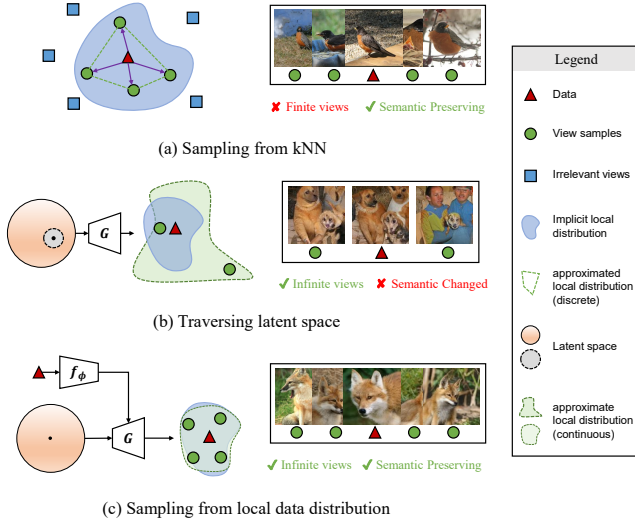 ✘ Finite views ✓ Semantic Preserving
(a) Sampling from kNN
G
✓ Infinite views ✘ Semantic Changed
(b) Traversing latent space
f_ϕ
G
✓ Infinite views ✓ Semantic Preserving
(c) Sampling from local data distribution
Legend
Data
View samples
Irrelevant views
Implicit local
distribution
approximated
local distribution
(discrete)
Latent space
approximate
local distribution
(continuous)